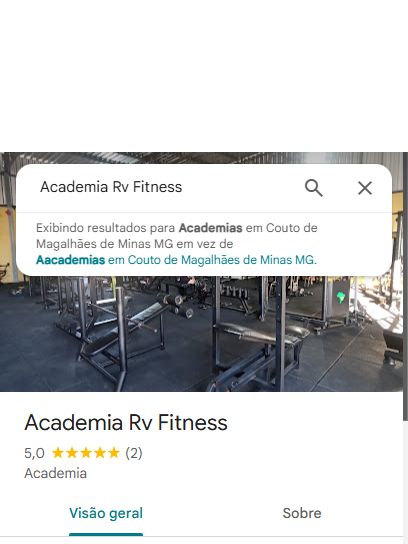 Academia Rv Fitness
Exibindo resultados para Academias em Couto de
Magalhães de Minas MG em vez de
Aacademias em Couto de Magalhães de Minas MG.
Academia Rv Fitness
5,0 (2)
Academia
Visão geral Sobre